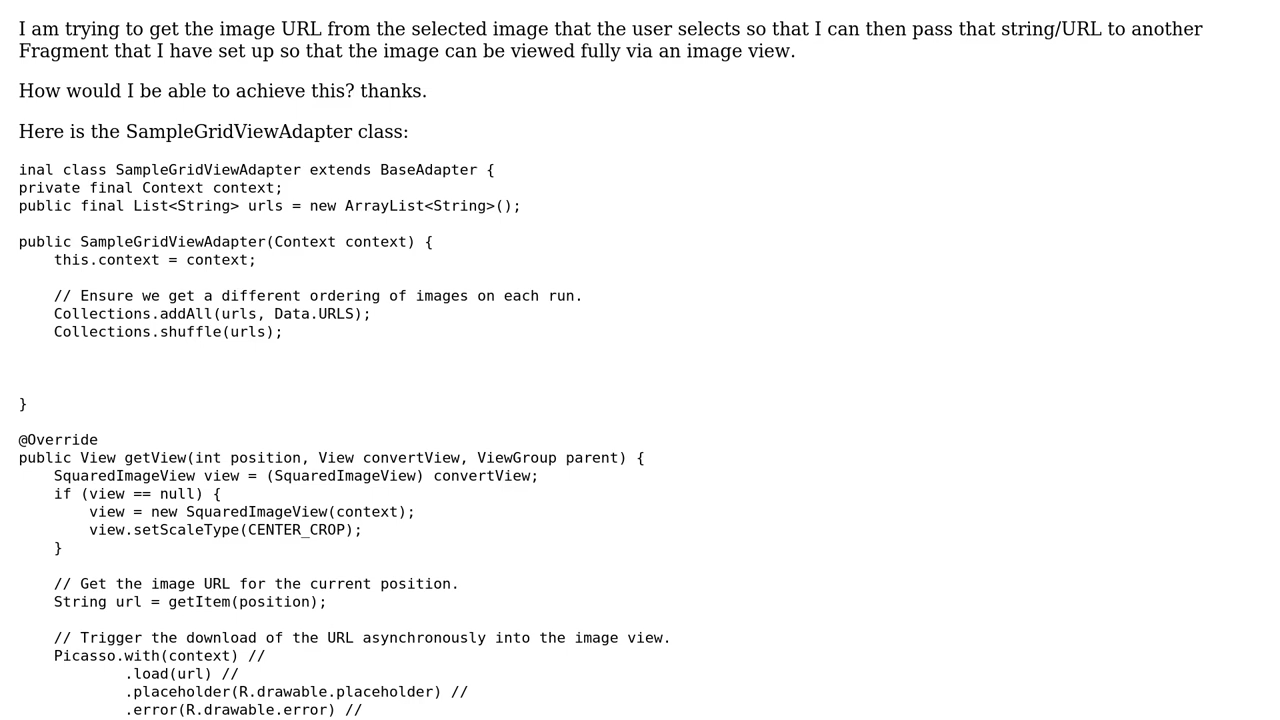 I am trying to get the image URL from the selected image that the user selects so that I can then pass that string/URL to another
Fragment that I have set up so that the image can be viewed fully via an image view.
How would I be able to achieve this? thanks.
Here is the SampleGridViewAdapter class:
inal class SampleGridViewAdapter extends BaseAdapter {
private final Context context;
public final List<String> urls = new ArrayList<String>();
public SampleGridViewAdapter(Context context) {
    this.context = context;
    // Ensure we get a different ordering of images on each run.
    Collections.addAll(urls, Data.URLS);
    Collections.shuffle(urls);
}
@Override
public View getView(int position, View convertView, ViewGroup parent) {
    SquaredImageView view = (SquaredImageView) convertView;
    if (view == null) {
        view = new SquaredImageView(context);
        view.setScaleType(CENTER_CROP);
    }
    // Get the image URL for the current position.
    String url = getItem(position);
    // Trigger the download of the URL asynchronously into the image view.
    Picasso.with(context) //
            .load(url) //
            .placeholder(R.drawable.placeholder) //
            .error(R.drawable.error) //